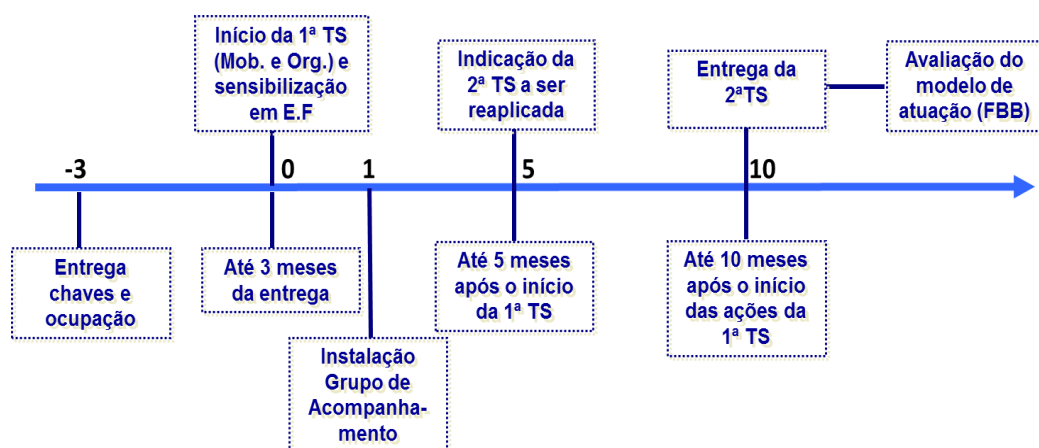 Início da 1ª TS
(Mob. e Org.) e
sensibilização
em E.F
Indicação da
2ª TS a ser
reaplicada
Entrega da
2ªTS
Avaliação do
modelo de
atuação (FBB)
-3
0
1
5
10
Entrega
chaves e
ocupação
Até 3 meses
da entrega
Instalação
Grupo de
Acompanha-
mento
Até 5 meses
após o início
da 1ª TS
Até 10 meses
após o início
das ações da
1ª TS